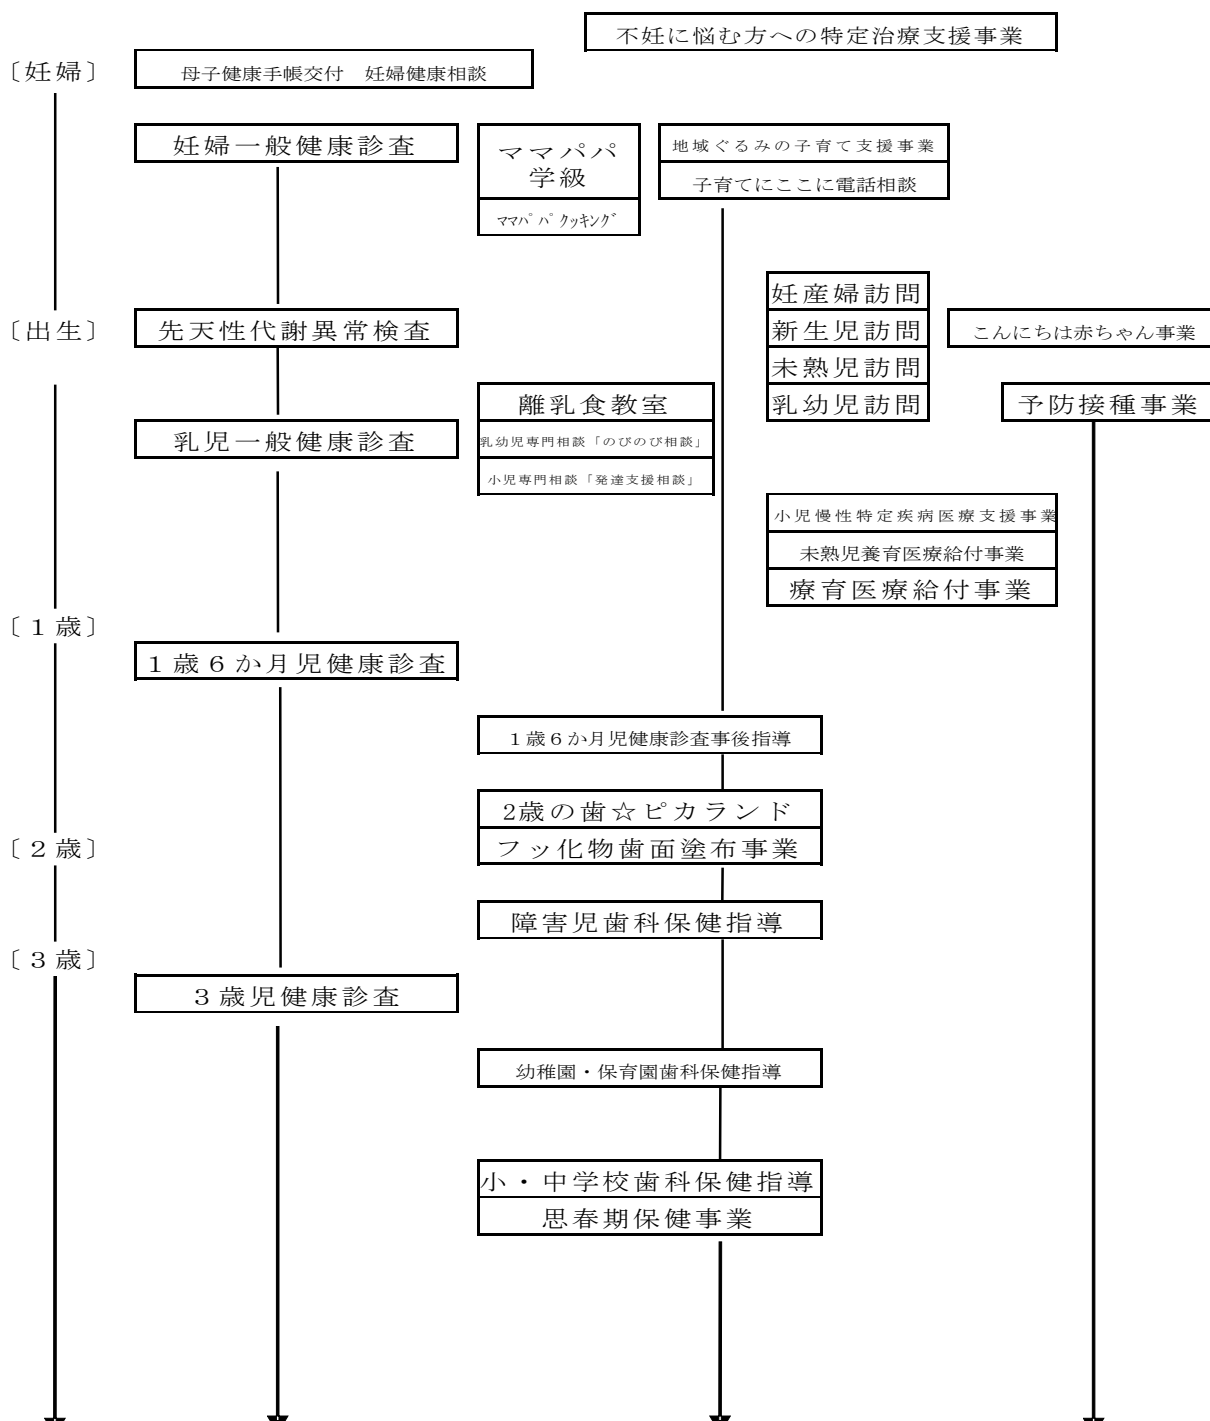 不妊に悩む方への特定治療支援事業
〔妊婦〕
母子健康手帳交付　妊婦健康相談
妊婦一般健康診査
ママパパ
学級
ママパパクッキング
地域ぐるみの子育て支援事業
子育てにここに電話相談
妊産婦訪問
〔出生〕
先天性代謝異常検査
新生児訪問
こんにちは赤ちゃん事業
未熟児訪問
乳幼児訪問
離乳食教室
予防接種事業
乳児一般健康診査
乳幼児専門相談「のびのび相談」
小児専門相談「発達支援相談」
小児慢性特定疾病医療支援事業
未熟児養育医療給付事業
療育医療給付事業
〔１歳〕
１歳６か月児健康診査
１歳６か月児健康診査事後指導
2歳の歯☆ピカランド
〔２歳〕
フッ化物歯面塗布事業
障害児歯科保健指導
〔３歳〕
３歳児健康診査
幼稚園・保育園歯科保健指導
小・中学校歯科保健指導
思春期保健事業